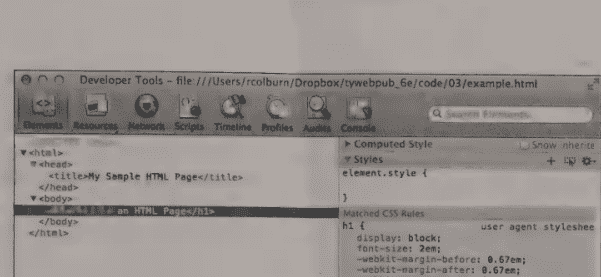 Developer Tools – file:///Users/rcolburn/Dropbox/tywebpub_6e/code/03/example.html
Elements Resources Network Scripts Timeline Profiles Audits Console Search Elements
▼<html>
▼<head>
<title>My Sample HTML Page</title>
</head>
▼<body>
an HTML Page</h1>
</body>
</html>
▶ Computed Style Show inherite
▼ Styles
element.style {
}
Matched CSS Rules
h1 { user agent styleshee
display: block;
font-size: 2em;
-webkit-margin-before: 0.67em;
-webkit-margin-after: 0.67em;